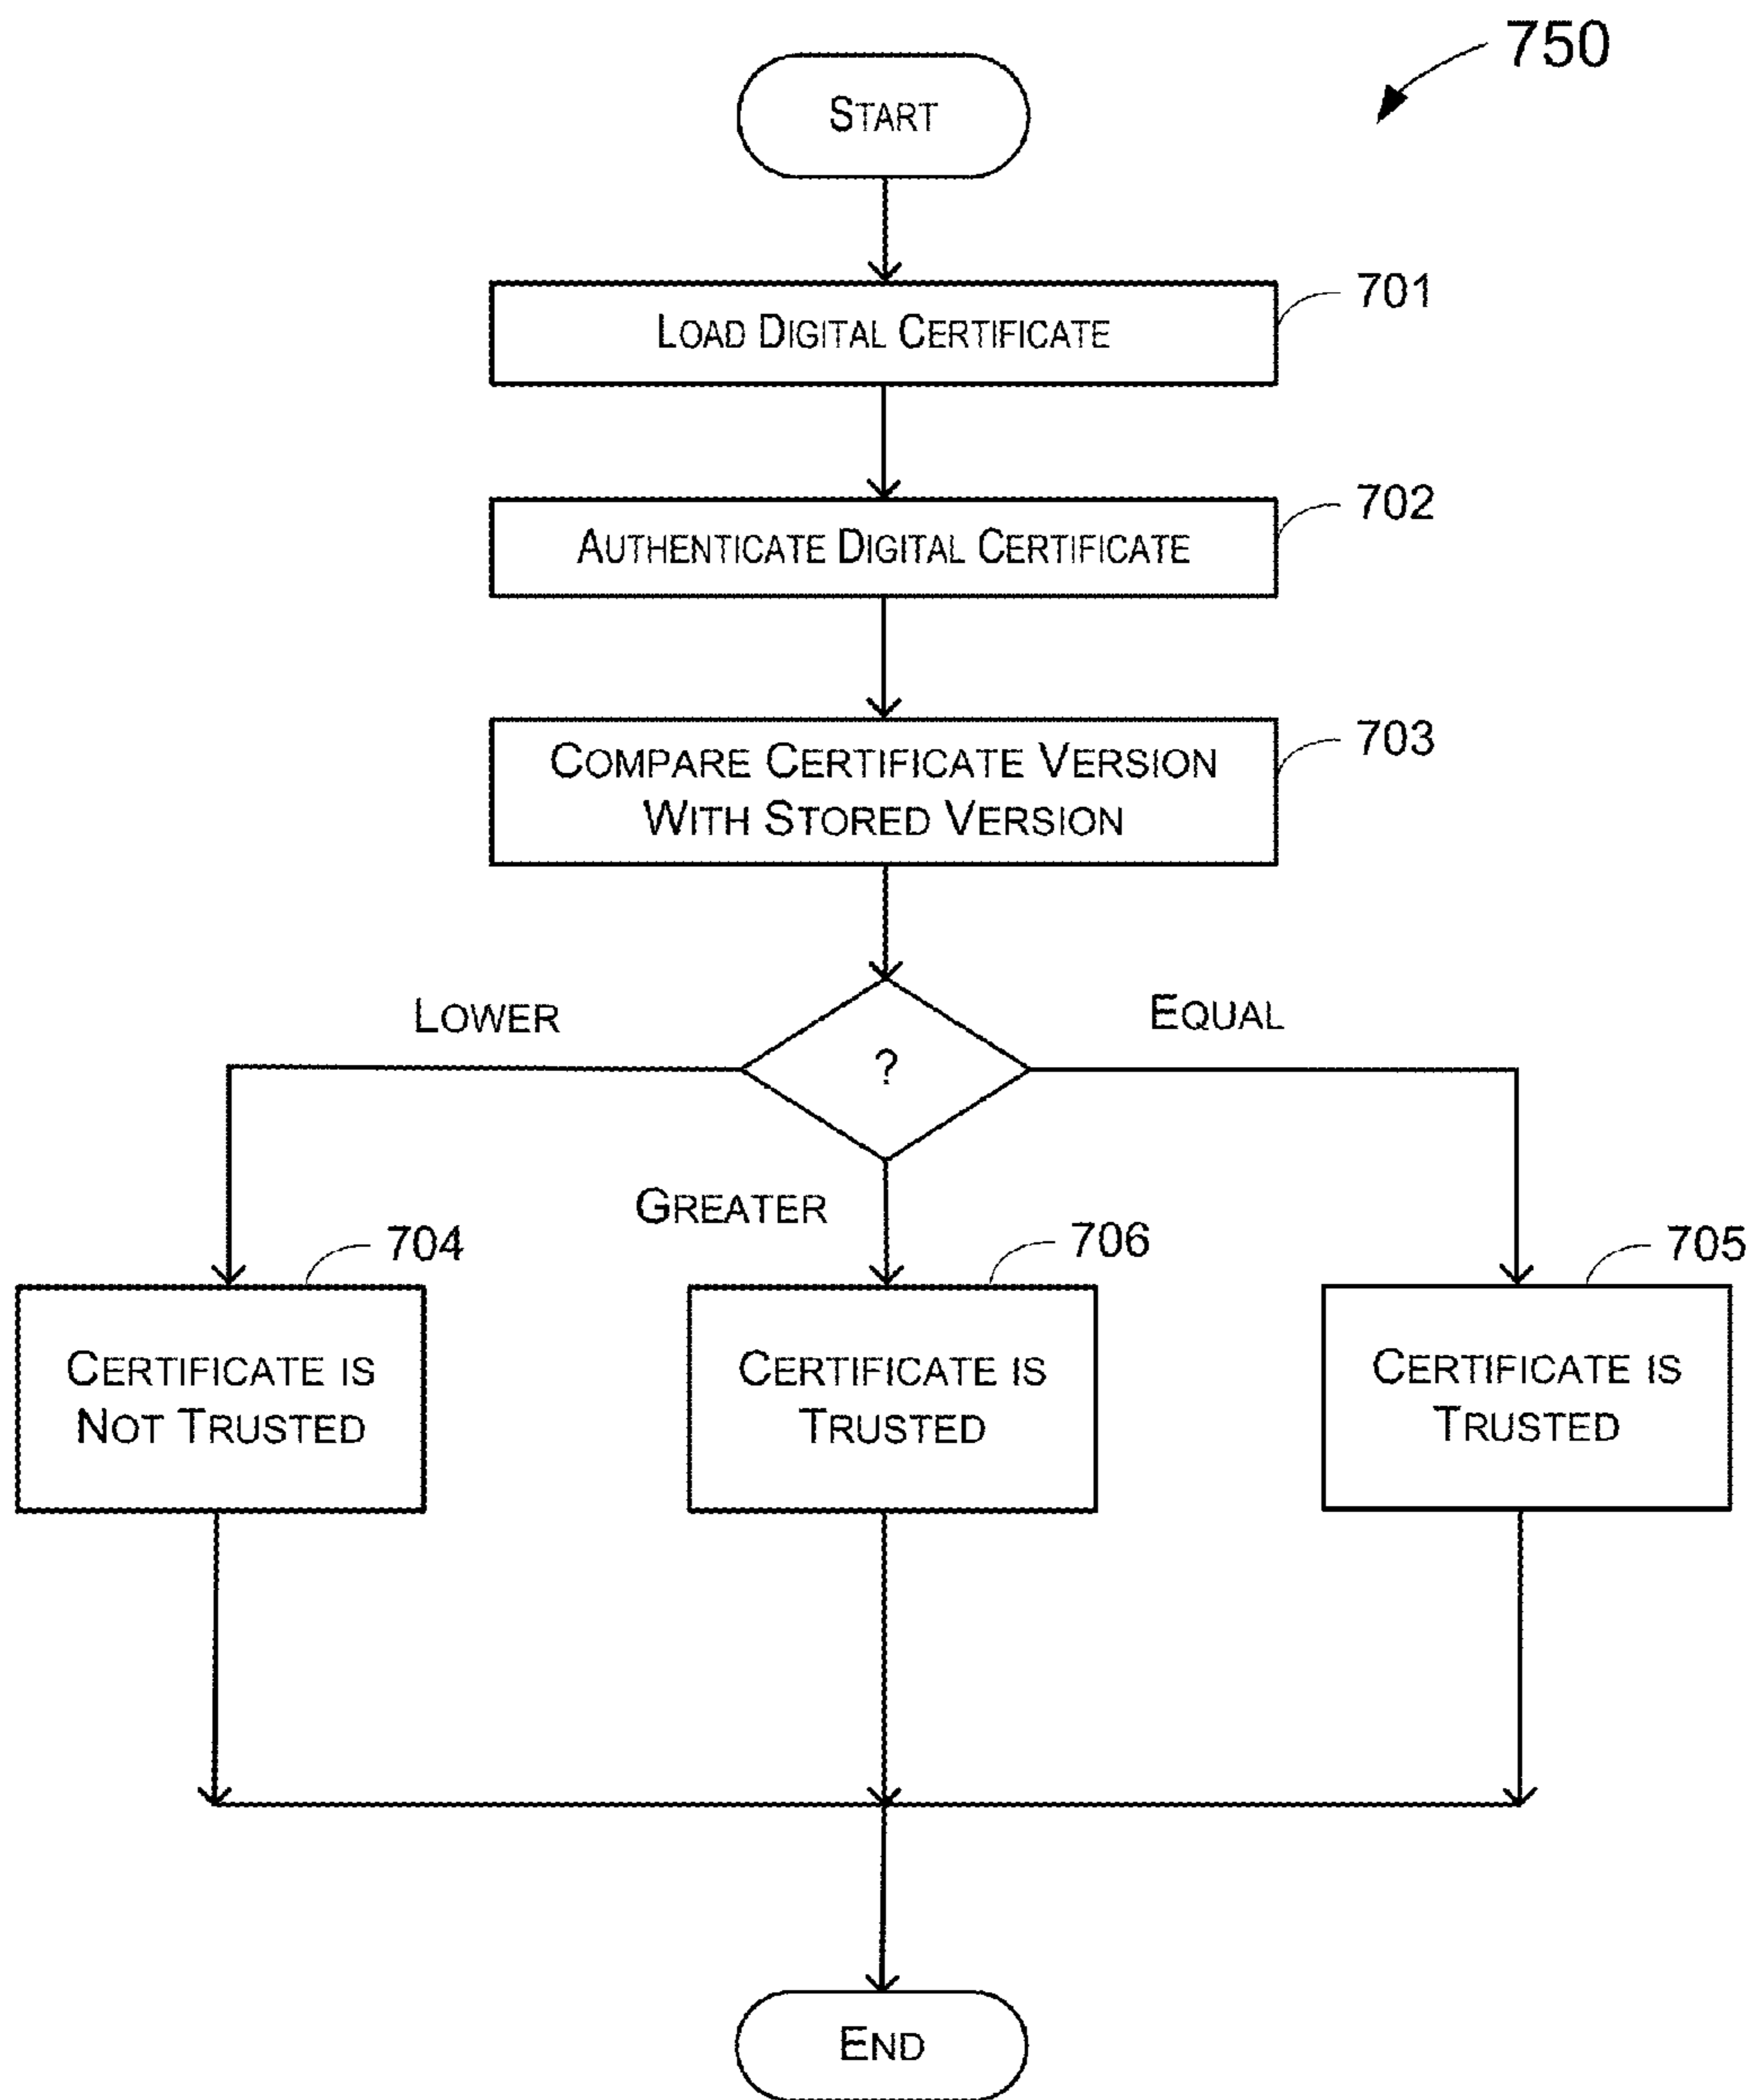 750
START
701
LOAD DIGITAL CERTIFICATE
702
AUTHENTICATE DIGITAL CERTIFICATE
703
COMPARE CERTIFICATE VERSION
WITH STORED VERSION
LOWER
?
EQUAL
GREATER
704
CERTIFICATE IS
NOT TRUSTED
706
CERTIFICATE IS
TRUSTED
705
CERTIFICATE IS
TRUSTED
END